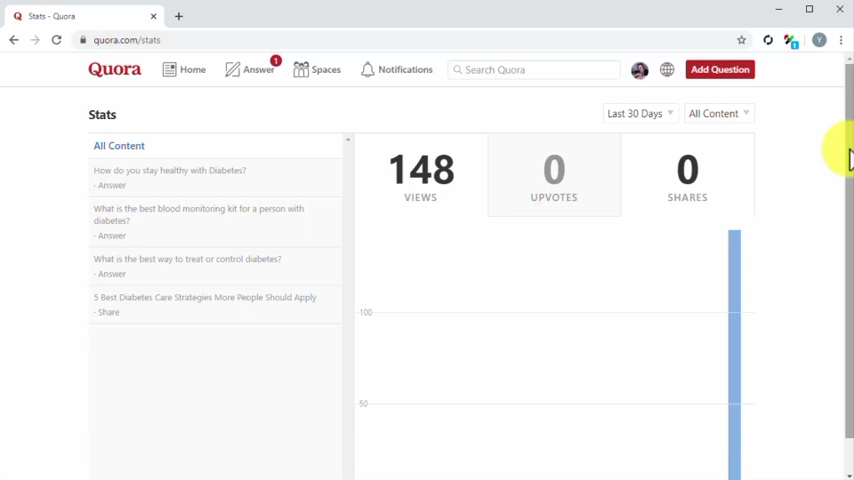 Q Stats - Quora
quora.com/stats
Y
Quora
Home
Answer
1
Spaces
Notifications
Search Quora
Add Question
Stats
Last 30 Days
All Content
All Content
How do you stay healthy with Diabetes?
- Answer
What is the best blood monitoring kit for a person with
diabetes?
- Answer
What is the best way to treat or control diabetes?
- Answer
5 Best Diabetes Care Strategies More People Should Apply
- Share
148
VIEWS
0
UPVOTES
0
SHARES
100
50